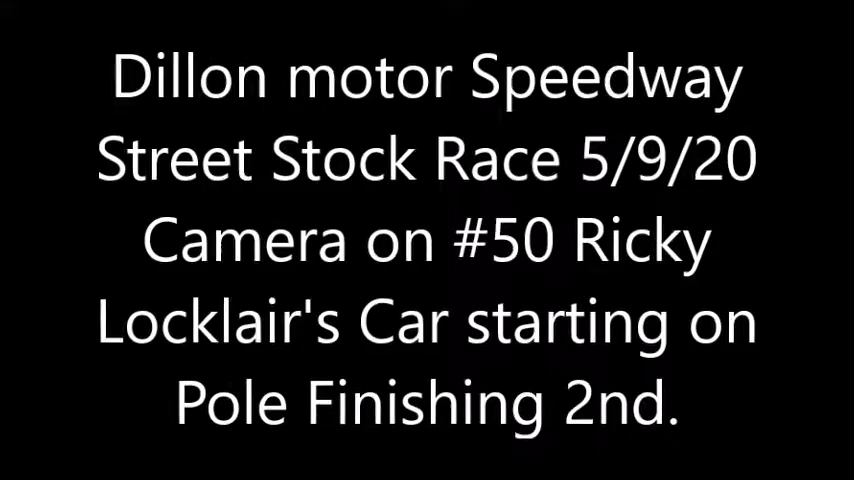 Dillon motor Speedway
Street Stock Race 5/9/20
Camera on #50 Ricky
Locklair's Car starting on
Pole Finishing 2nd.